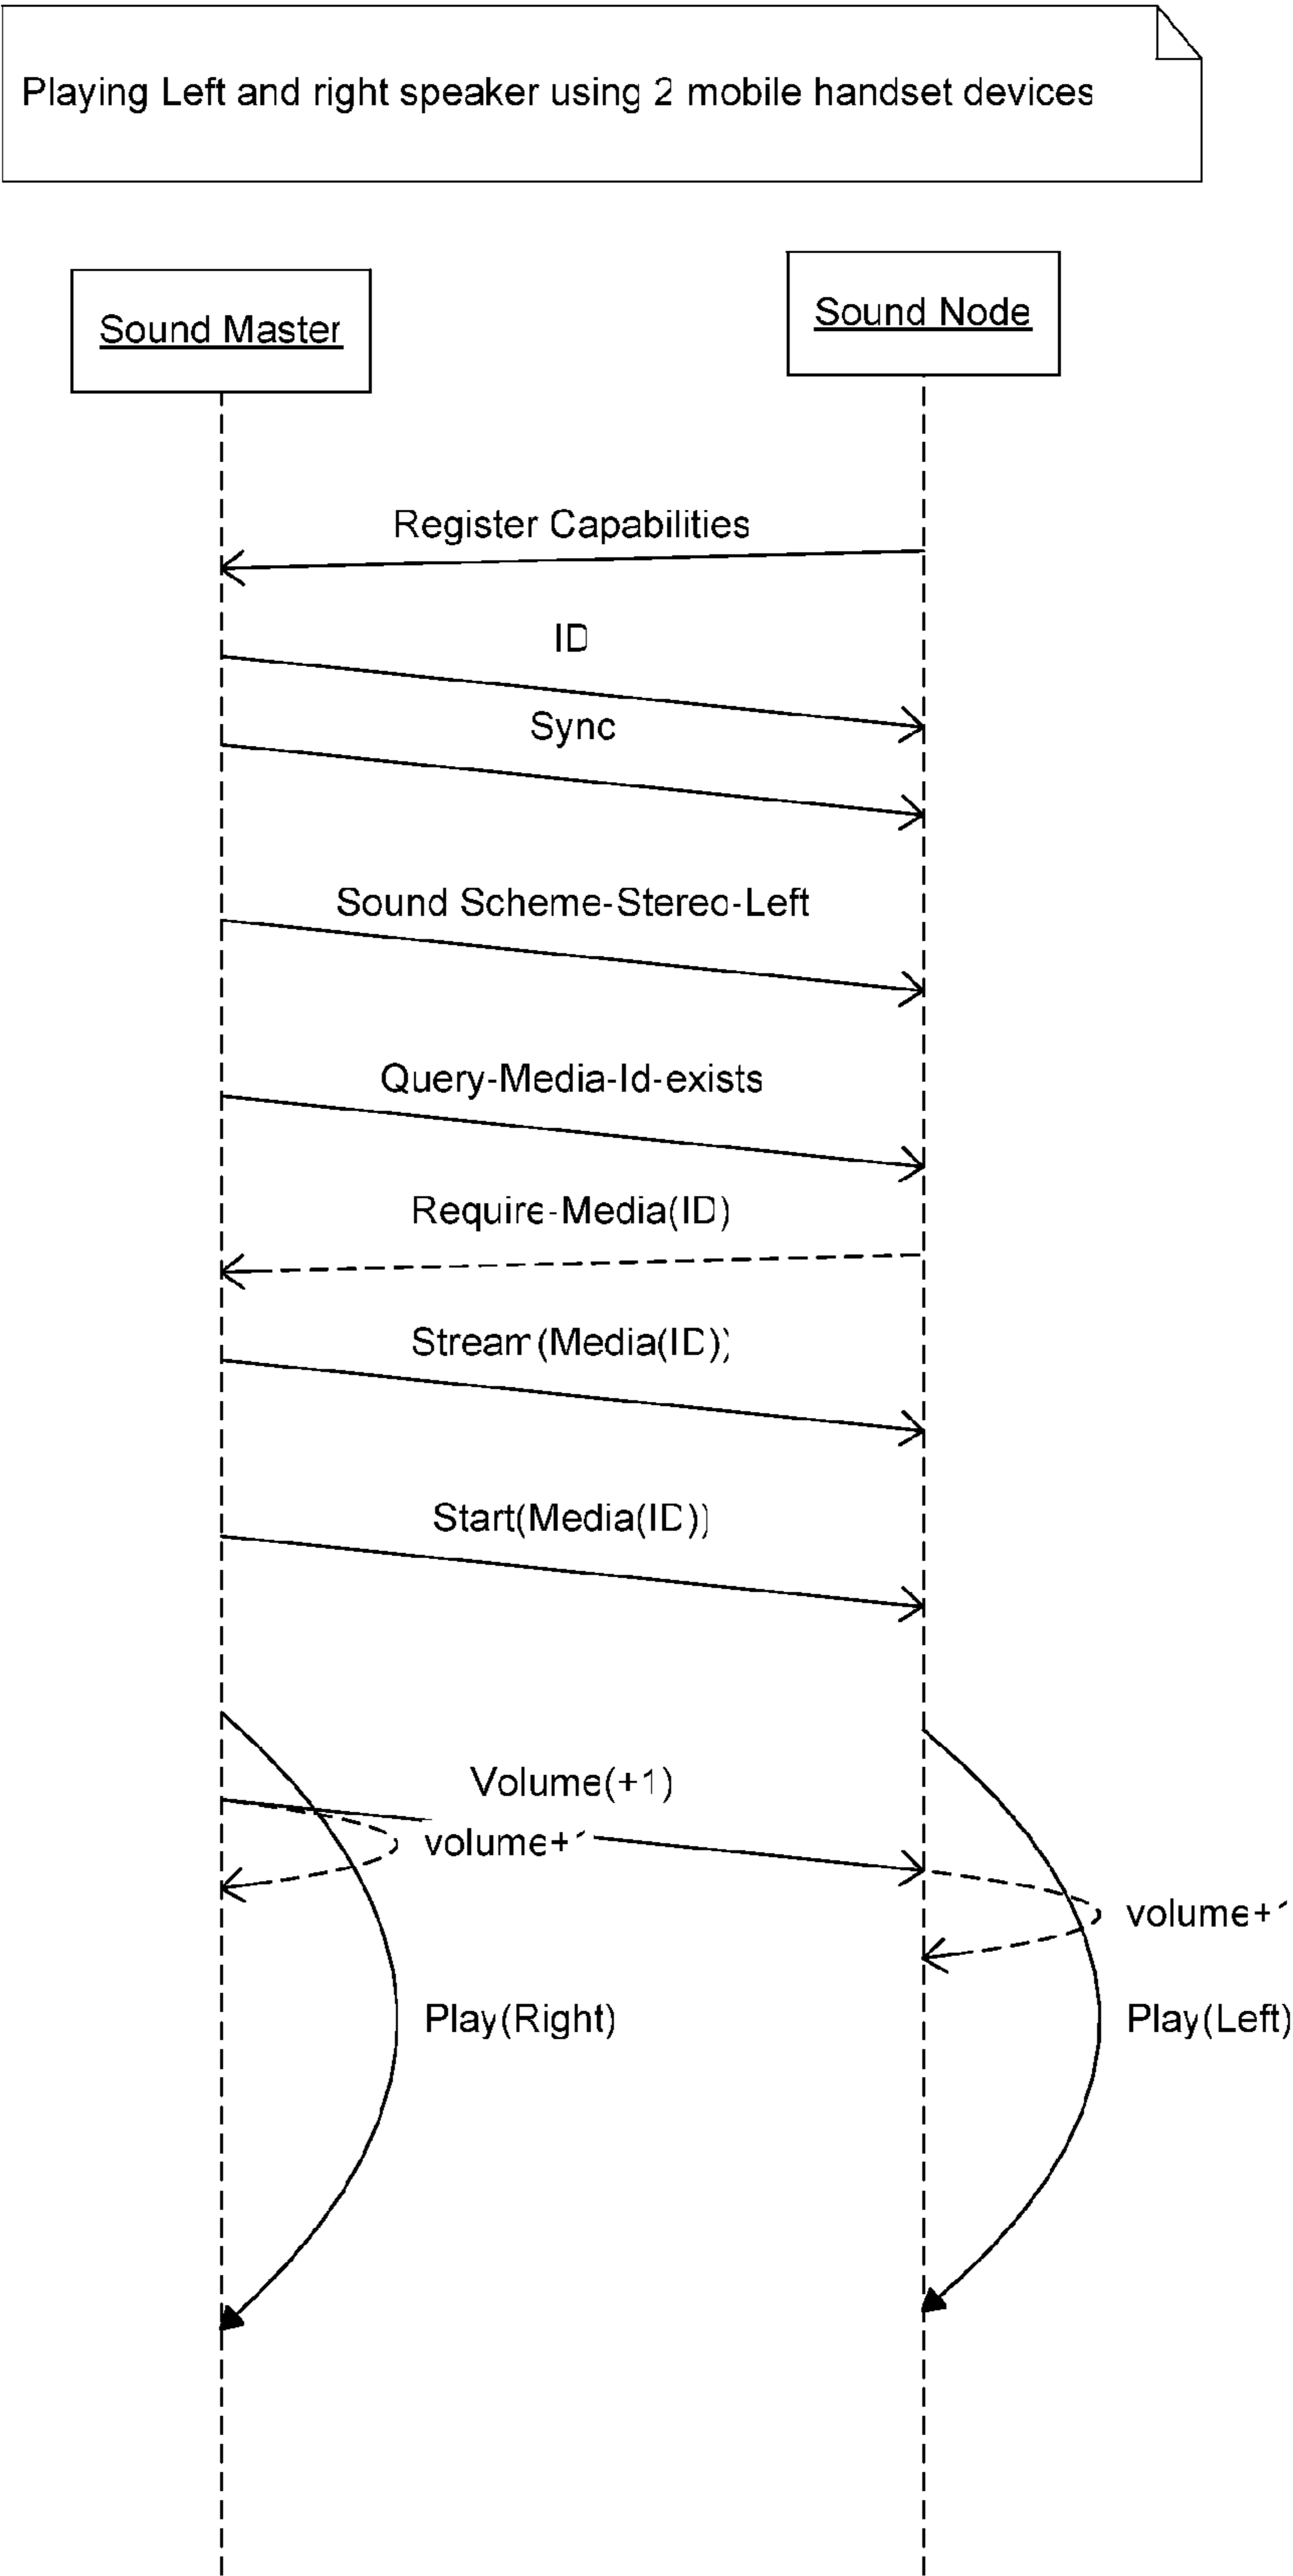 Playing Left and right speaker using 2 mobile handset devices
Sound Master
Sound Node
Register Capabilities
ID
Sync
Sound Scheme-Stereo-Left
Query-Media-Id-exists
Require-Media(ID)
Stream(Media(ID))
Start(Media(ID))
Volume(+1)
volume+1
volume+1
Play(Right)
Play(Left)